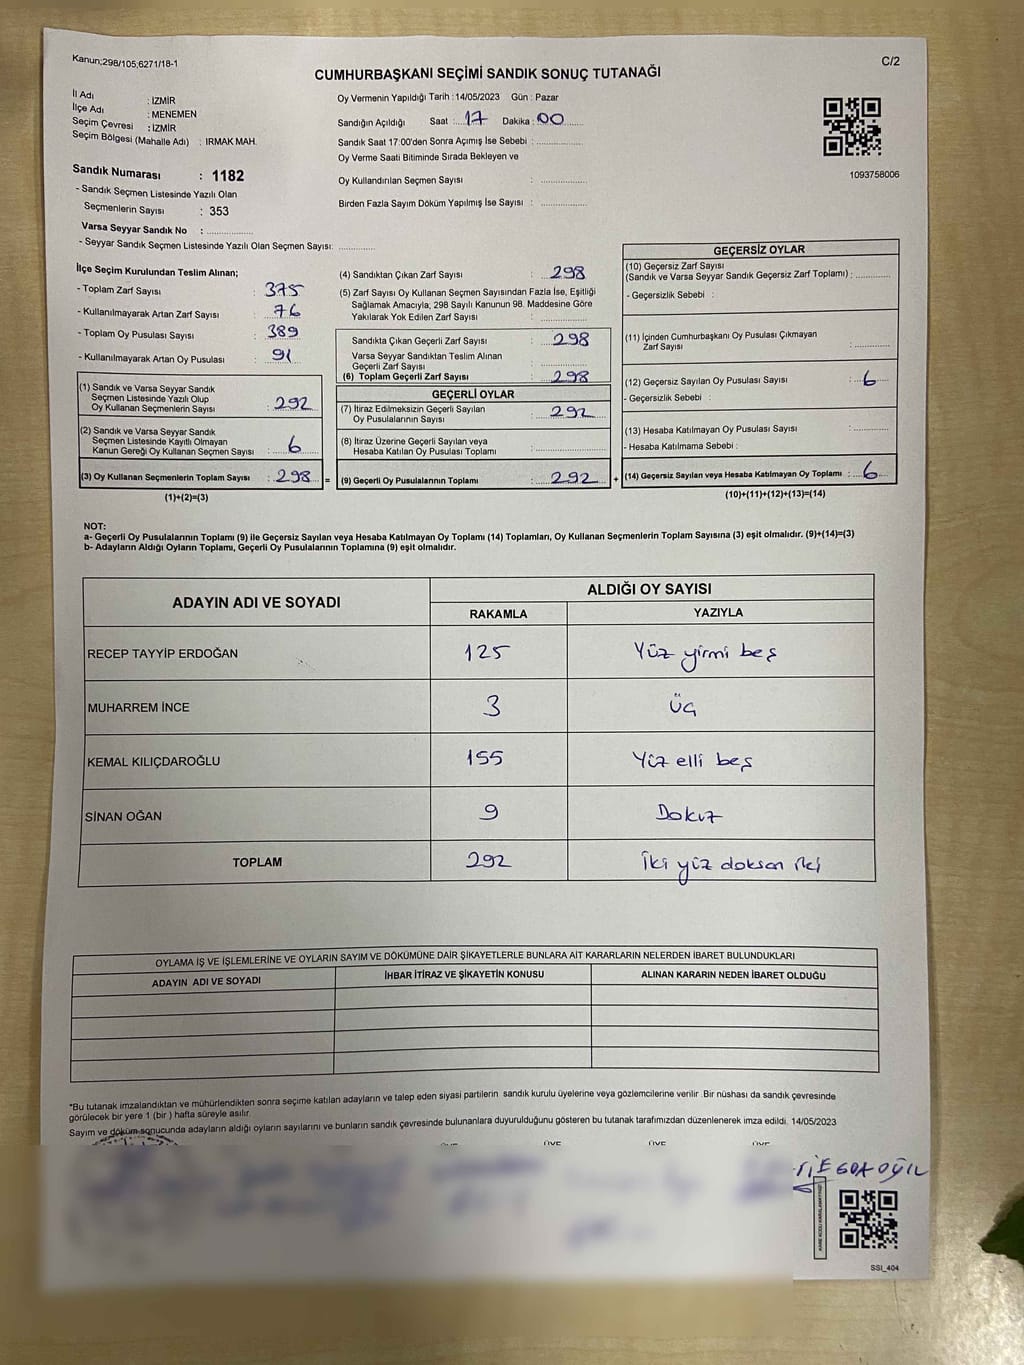 Kanun;298/105;6271/18-1
C/2
CUMHURBAŞKANI SEÇİMİ SANDIK SONUÇ TUTANAĞI
İl Adı : İZMİR
İlçe Adı : MENEMEN
Seçim Çevresi : İZMİR
Seçim Bölgesi (Mahalle Adı) : IRMAK MAH.
Oy Vermenin Yapıldığı Tarih : 14/05/2023 Gün : Pazar
Sandığın Açıldığı Saat : 17 Dakika : 00
Sandık Saat 17:00'den Sonra Açımış İse Sebebi :
Oy Verme Saati Bitiminde Sırada Bekleyen ve
Oy Kullandırılan Seçmen Sayısı :
Birden Fazla Sayım Döküm Yapılmış İse Sayısı :
1093758006
Sandık Numarası : 1182
- Sandık Seçmen Listesinde Yazılı Olan
Seçmenlerin Sayısı : 353
Varsa Seyyar Sandık No :
- Seyyar Sandık Seçmen Listesinde Yazılı Olan Seçmen Sayısı:
İlçe Seçim Kurulundan Teslim Alınan;
- Toplam Zarf Sayısı : 375
- Kullanılmayarak Artan Zarf Sayısı : 76
- Toplam Oy Pusulası Sayısı : 389
- Kullanılmayarak Artan Oy Pusulası : 91
(1) Sandık ve Varsa Seyyar Sandık
Seçmen Listesinde Yazılı Olup
Oy Kullanan Seçmenlerin Sayısı : 292
(2) Sandık ve Varsa Seyyar Sandık
Seçmen Listesinde Kayıtlı Olmayan
Kanun Gereği Oy Kullanan Seçmen Sayısı : 6
(3) Oy Kullanan Seçmenlerin Toplam Sayısı : 298 =
(1)+(2)=(3)
(4) Sandıktan Çıkan Zarf Sayısı : 298
(5) Zarf Sayısı Oy Kullanan Seçmen Sayısından Fazla İse, Eşitliği
Sağlamak Amacıyla, 298 Sayılı Kanunun 98. Maddesine Göre
Yakılarak Yok Edilen Zarf Sayısı :
Sandıkta Çıkan Geçerli Zarf Sayısı : 298
Varsa Seyyar Sandıktan Teslim Alınan
Geçerli Zarf Sayısı :
(6) Toplam Geçerli Zarf Sayısı : 298
GEÇERLİ OYLAR
(7) İtiraz Edilmeksizin Geçerli Sayılan
Oy Pusulasının Sayısı : 292
(8) İtiraz Üzerine Geçerli Sayılan veya
Hesaba Katılan Oy Pusulası Toplamı :
(9) Geçerli Oy Pusulalarının Toplamı : 292 +
GEÇERSİZ OYLAR
(10) Geçersiz Zarf Sayısı
(Sandık ve Varsa Seyyar Sandık Geçersiz Zarf Toplamı) :
- Geçersizlik Sebebi :
(11) İçinden Cumhurbaşkanı Oy Pusulası Çıkmayan
Zarf Sayısı :
(12) Geçersiz Sayılan Oy Pusulası Sayısı : 6
- Geçersizlik Sebebi :
(13) Hesaba Katılmayan Oy Pusulası Sayısı :
- Hesaba Katılmama Sebebi :
(14) Geçersiz Sayılan veya Hesaba Katılmayan Oy Toplamı : 6
(10)+(11)+(12)+(13)=(14)
NOT:
a- Geçerli Oy Pusulalarının Toplamı (9) ile Geçersiz Sayılan veya Hesaba Katılmayan Oy Toplamı (14) Toplamları, Oy Kullanan Seçmenlerin Toplam Sayısına (3) eşit olmalıdır. (9)+(14)=(3)
b- Adayların Aldığı Oyların Toplamı, Geçerli Oy Pusulalarının Toplamına (9) eşit olmalıdır.
ADAYIN ADI VE SOYADI
ALDIĞI OY SAYISI
RAKAMLA YAZIYLA
RECEP TAYYİP ERDOĞAN 125 Yüz yirmi beş
MUHARREM İNCE 3 üç
KEMAL KILIÇDAROĞLU 155 Yüz elli beş
SİNAN OĞAN 9 Dokuz
TOPLAM 292 İki yüz doksan iki
OYLAMA İŞ VE İŞLEMLERİNE VE OYLARIN SAYIM VE DÖKÜMÜNE DAİR ŞİKAYETLERLE BUNLARA AİT KARARLARIN NELERDEN İBARET BULUNDUKLARI
ADAYIN ADI VE SOYADI İHBAR İTİRAZ VE ŞİKAYETİN KONUSU ALINAN KARARIN NEDEN İBARET OLDUĞU
*Bu tutanak imzalandıktan ve mühürlendikten sonra seçime katılan adayların ve talep eden siyasi partilerin sandık kurulu üyelerine veya gözlemcilerine verilir .Bir nüshası da sandık çevresinde
görülecek bir yere 1 (bir ) hafta süreyle asılır.
Sayım ve döküm sonucunda adayların aldığı oyların sayılarını ve bunların sandık çevresinde bulunanlara duyurulduğunu gösteren bu tutanak tarafımızdan düzenlenerek imza edildi. 14/05/2023
ÜYE ÜYE ÜYE
SSI_404